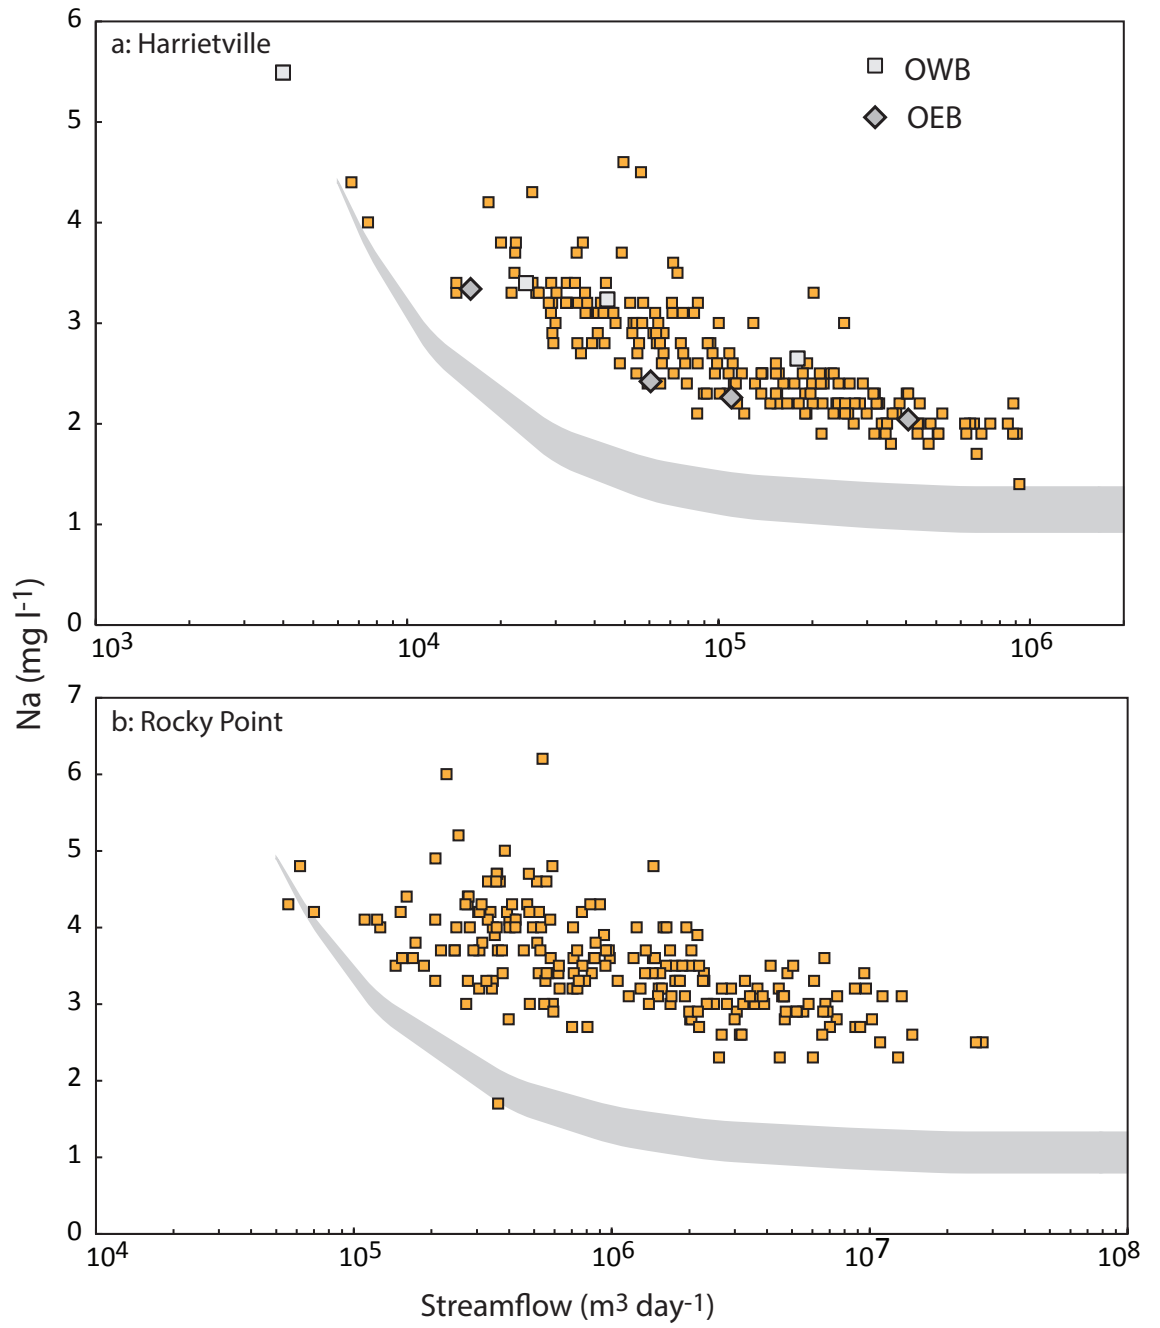 6
a: Harrietville
OWB
5
OEB
4
3
2
1
0
10³ 10⁴ 10⁵ 10⁶
Na (mg l⁻¹)
7
b: Rocky Point
6
5
4
3
2
1
0
10⁴ 10⁵ 10⁶ 10⁷ 10⁸
Streamflow (m³ day⁻¹)